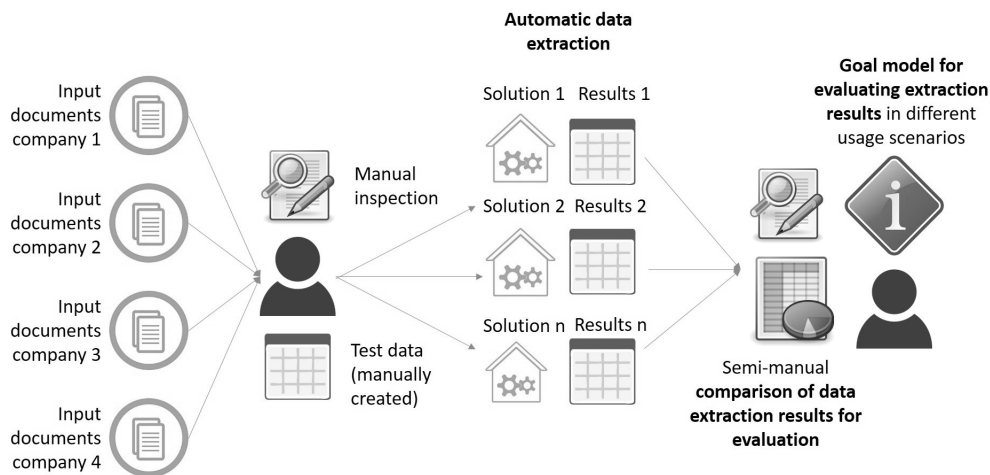 Input
documents
company 1
Input
documents
company 2
Input
documents
company 3
Input
documents
company 4
Manual
inspection
Test data
(manually
created)
Automatic data
extraction
Solution 1 Results 1
Solution 2 Results 2
Solution n Results n
Goal model for
evaluating extraction
results in different
usage scenarios
i
Semi-manual
comparison of data
extraction results for
evaluation